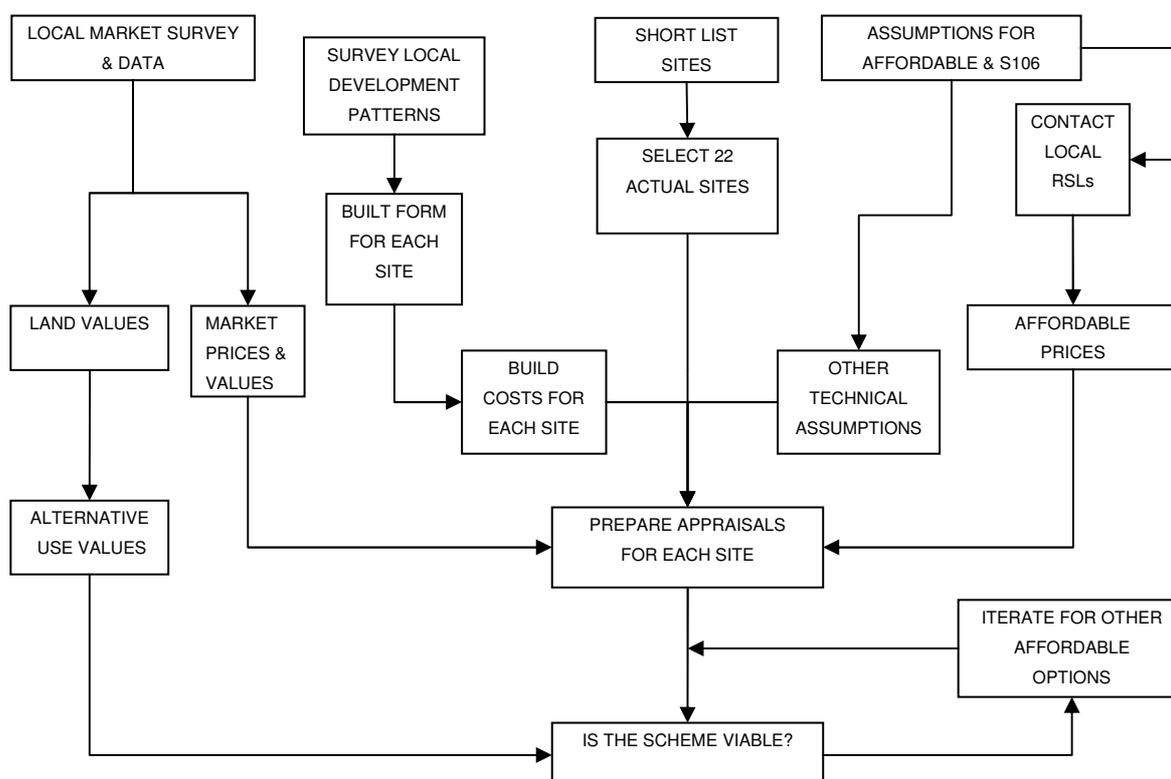 LOCAL MARKET SURVEY
& DATA
SURVEY LOCAL
DEVELOPMENT
PATTERNS
SHORT LIST
SITES
ASSUMPTIONS FOR
AFFORDABLE & S106
CONTACT
LOCAL
RSLs
SELECT 22
ACTUAL SITES
BUILT FORM
FOR EACH
SITE
LAND VALUES
MARKET
PRICES &
VALUES
AFFORDABLE
PRICES
BUILD
COSTS FOR
EACH SITE
OTHER
TECHNICAL
ASSUMPTIONS
ALTERNATIVE
USE VALUES
PREPARE APPRAISALS
FOR EACH SITE
ITERATE FOR OTHER
AFFORDABLE
OPTIONS
IS THE SCHEME VIABLE?